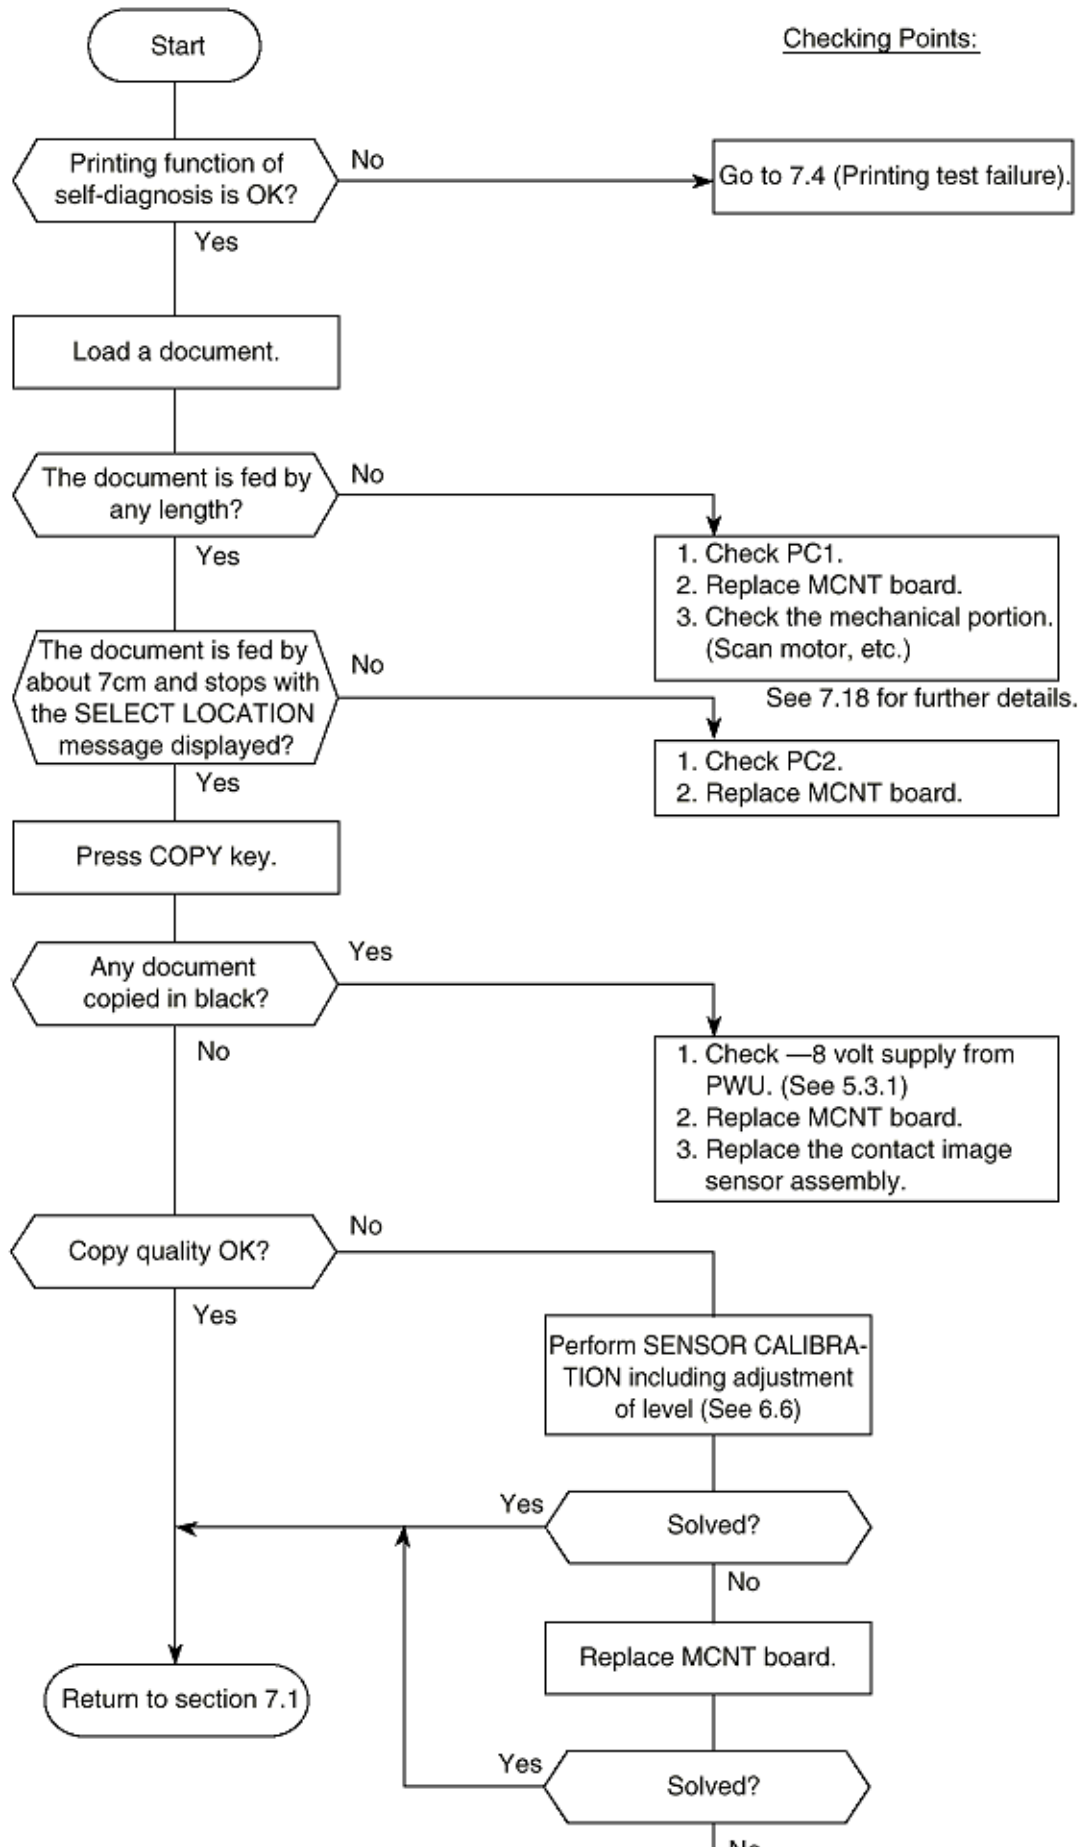 Start
Checking Points:
Printing function of
self-diagnosis is OK?
No
Go to 7.4 (Printing test failure).
Yes
Load a document.
The document is fed by
any length?
No
Yes
1. Check PC1.
2. Replace MCNT board.
3. Check the mechanical portion.
(Scan motor, etc.)
See 7.18 for further details.
The document is fed by
about 7cm and stops with
the SELECT LOCATION
message displayed?
No
Yes
1. Check PC2.
2. Replace MCNT board.
Press COPY key.
Any document
copied in black?
Yes
No
1. Check —8 volt supply from
PWU. (See 5.3.1)
2. Replace MCNT board.
3. Replace the contact image
sensor assembly.
Copy quality OK?
No
Yes
Perform SENSOR CALIBRA-
TION including adjustment
of level (See 6.6)
Yes
Solved?
No
Replace MCNT board.
Return to section 7.1
Yes
Solved?
No